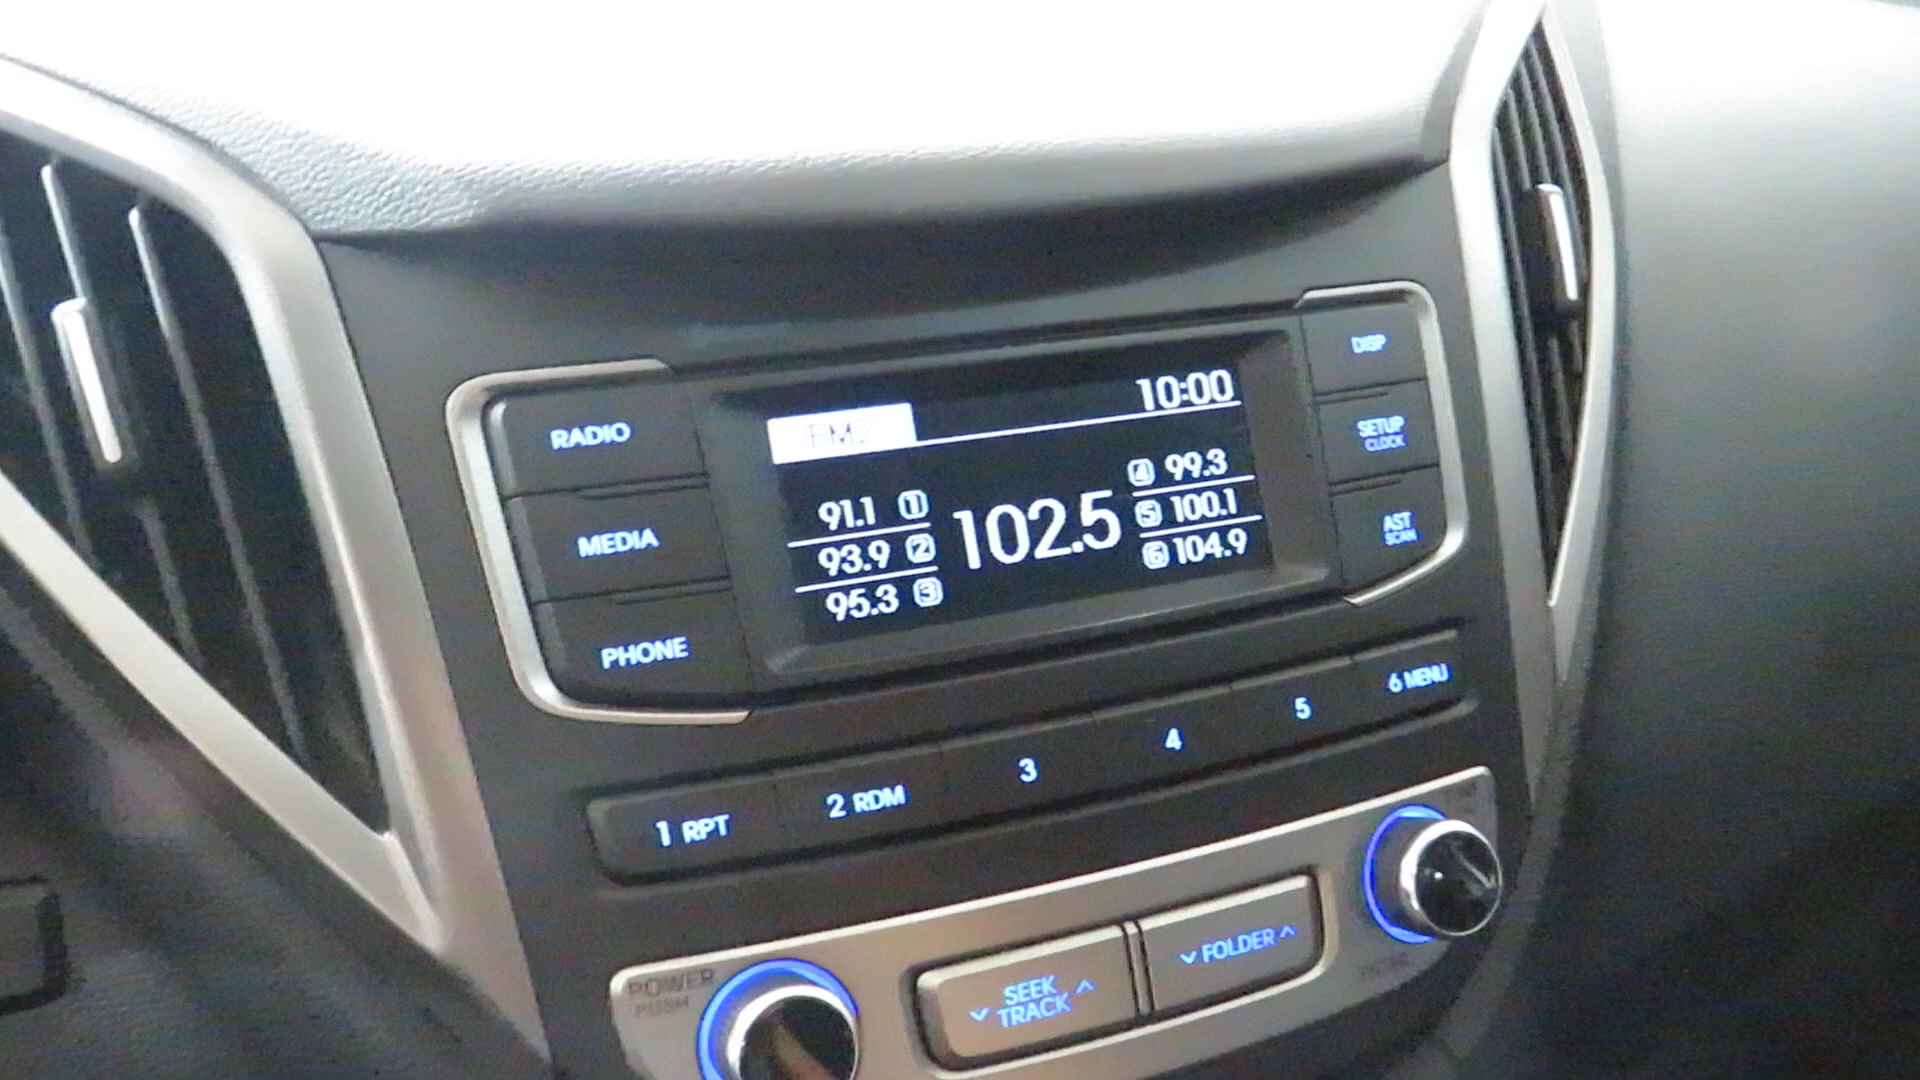 10:00
FM2
91.1 1
93.9 2
95.3 3
102.5
4 99.3
5 100.1
6 104.9
RADIO
MEDIA
PHONE
DISP
SETUP
CLOCK
AST
SCAN
1 RPT
2 RDM
3
4
5
6 MENU
POWER
PUSH
SEEK
TRACK
FOLDER
ENTER